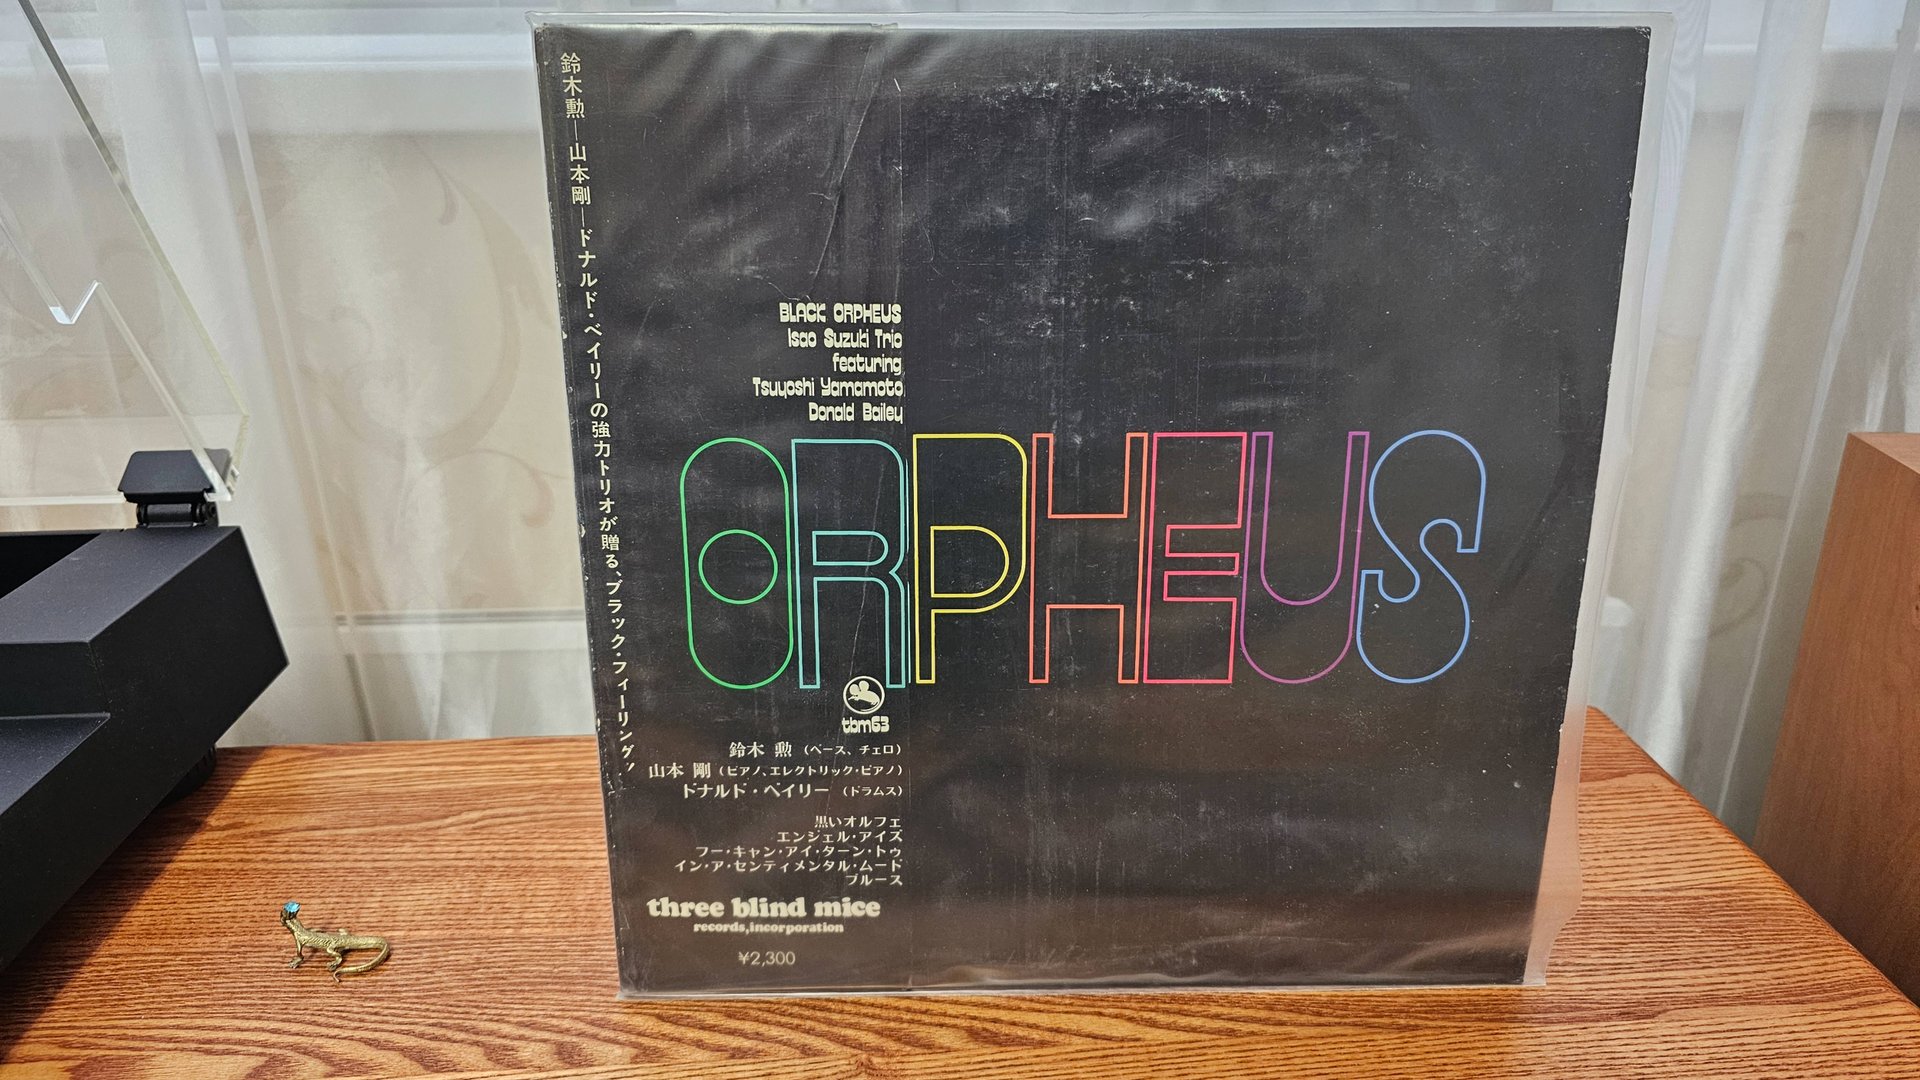 鈴木勲—山本剛—ドナルド・ベイリーの強力トリオが贈る、ブラック・フィーリング!
BLACK ORPHEUS
Isao Suzuki Trio
featuring
Tsuyoshi Yamamoto
Donald Bailey
ORPHEUS
tbm63
鈴木 勲 (ベース、チェロ)
山本 剛 (ピアノ、エレクトリック・ピアノ)
ドナルド・ベイリー (ドラムス)
黒いオルフェ
エンジェル・アイズ
フー・キャン・アイ・ターン・トゥ
イン・ア・センティメンタル・ムード
ブルース
three blind mice
records,incorporation
¥2,300